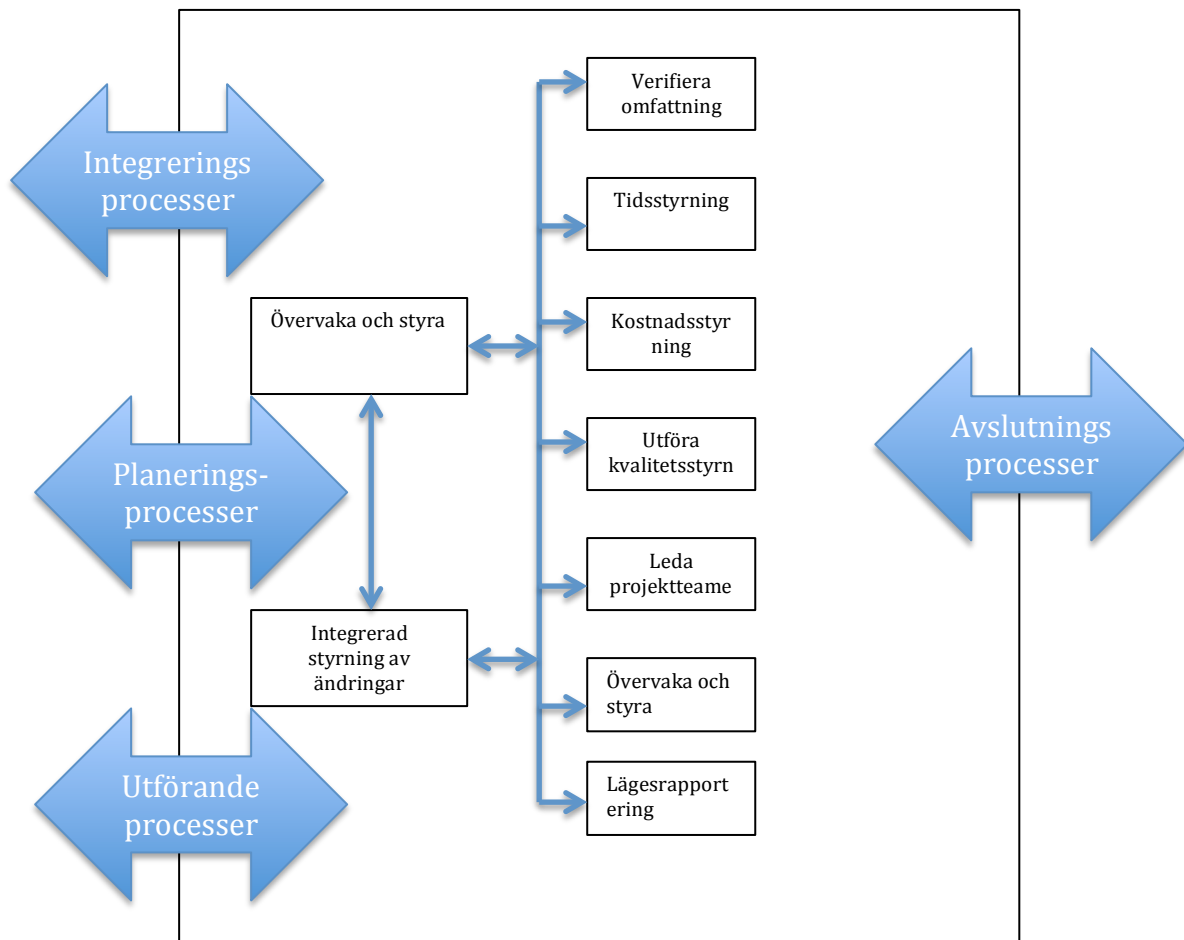 Integrerings
processer
Planerings-
processer
Utförande
processer
Övervaka och styra
Integrerad
styrning av
ändringar
Verifiera
omfattning
Tidsstyrning
Kostnadsstyr
ning
Utföra
kvalitetsstyrn
Leda
projektteame
Övervaka och
styra
Lägesrapport
ering
Avslutnings
processer